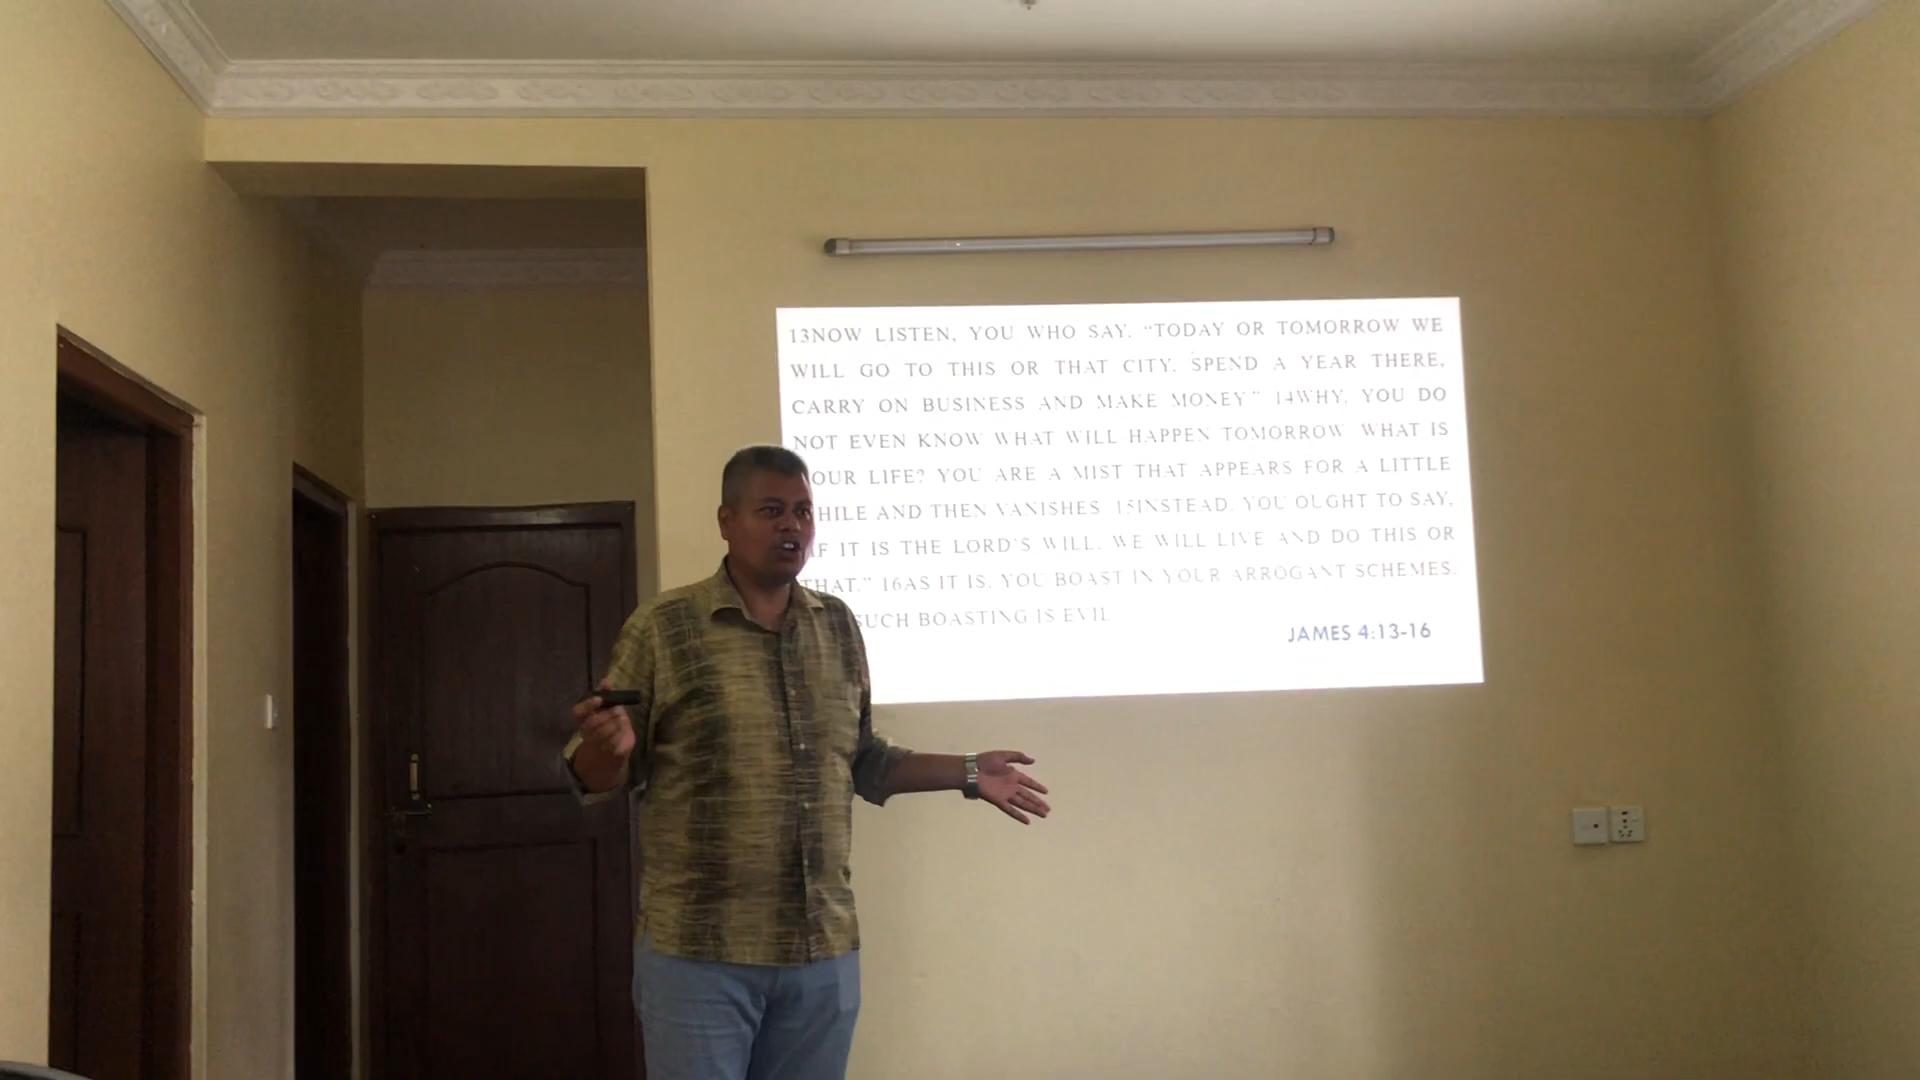 13NOW LISTEN, YOU WHO SAY, “TODAY OR TOMORROW WE
WILL GO TO THIS OR THAT CITY, SPEND A YEAR THERE,
CARRY ON BUSINESS AND MAKE MONEY” 14WHY, YOU DO
NOT EVEN KNOW WHAT WILL HAPPEN TOMORROW WHAT IS
OUR LIFE? YOU ARE A MIST THAT APPEARS FOR A LITTLE
HILE AND THEN VANISHES 15INSTEAD, YOU OUGHT TO SAY,
IF IT IS THE LORD’S WILL, WE WILL LIVE AND DO THIS OR
THAT.” 16AS IT IS, YOU BOAST IN YOUR ARROGANT SCHEMES.
SUCH BOASTING IS EVIL
JAMES 4:13-16